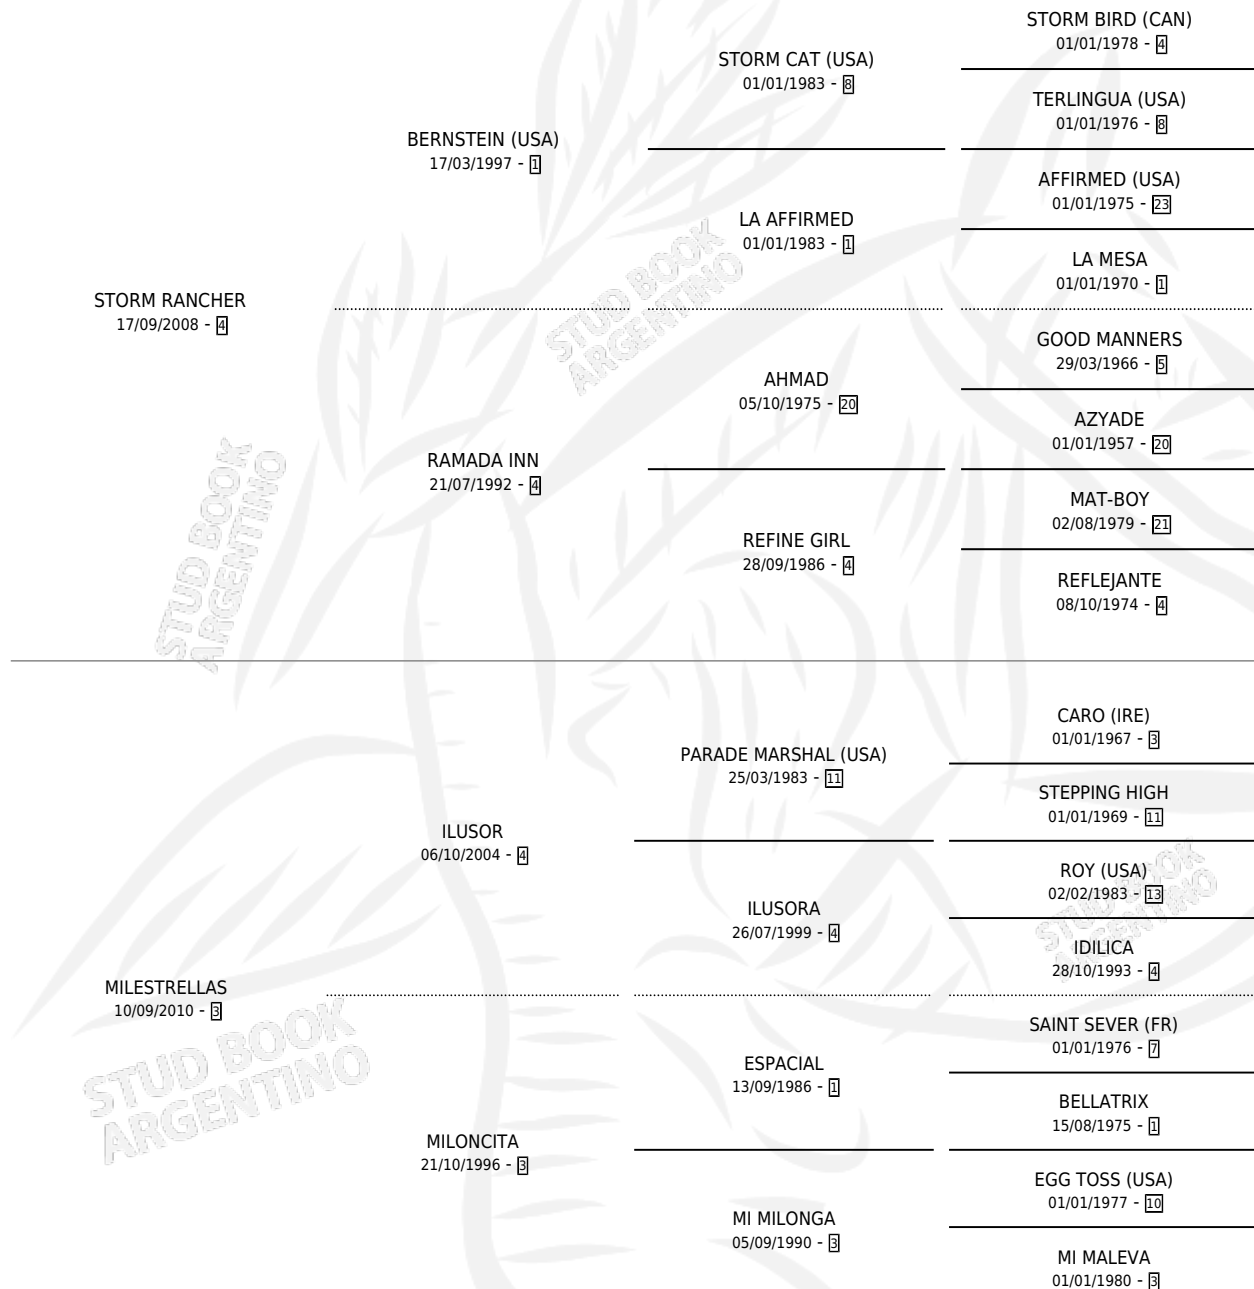 STORM BIRD (CAN)
01/01/1978 - 4
STORM CAT (USA)
01/01/1983 - 8
TERLINGUA (USA)
01/01/1976 - 8
BERNSTEIN (USA)
17/03/1997 - 1
AFFIRMED (USA)
01/01/1975 - 23
LA AFFIRMED
01/01/1983 - 1
LA MESA
01/01/1970 - 1
STORM RANCHER
17/09/2008 - 4
GOOD MANNERS
29/03/1966 - 5
AHMAD
05/10/1975 - 20
AZYADE
01/01/1957 - 20
RAMADA INN
21/07/1992 - 4
MAT-BOY
02/08/1979 - 21
REFINE GIRL
28/09/1986 - 4
REFLEJANTE
08/10/1974 - 4
CARO (IRE)
01/01/1967 - 3
PARADE MARSHAL (USA)
25/03/1983 - 11
STEPPING HIGH
01/01/1969 - 11
ILUSOR
06/10/2004 - 4
ROY (USA)
02/02/1983 - 13
ILUSORA
26/07/1999 - 4
IDILICA
28/10/1993 - 4
MILESTRELLAS
10/09/2010 - 3
SAINT SEVER (FR)
01/01/1976 - 7
ESPACIAL
13/09/1986 - 1
BELLATRIX
15/08/1975 - 1
MILONCITA
21/10/1996 - 3
EGG TOSS (USA)
01/01/1977 - 10
MI MILONGA
05/09/1990 - 3
MI MALEVA
01/01/1980 - 3
STUD BOOK
ARGENTINO
STUD BOOK
ARGENTINO
STUD BOOK
ARGENTINO
STUD BOOK
ARGENTINO